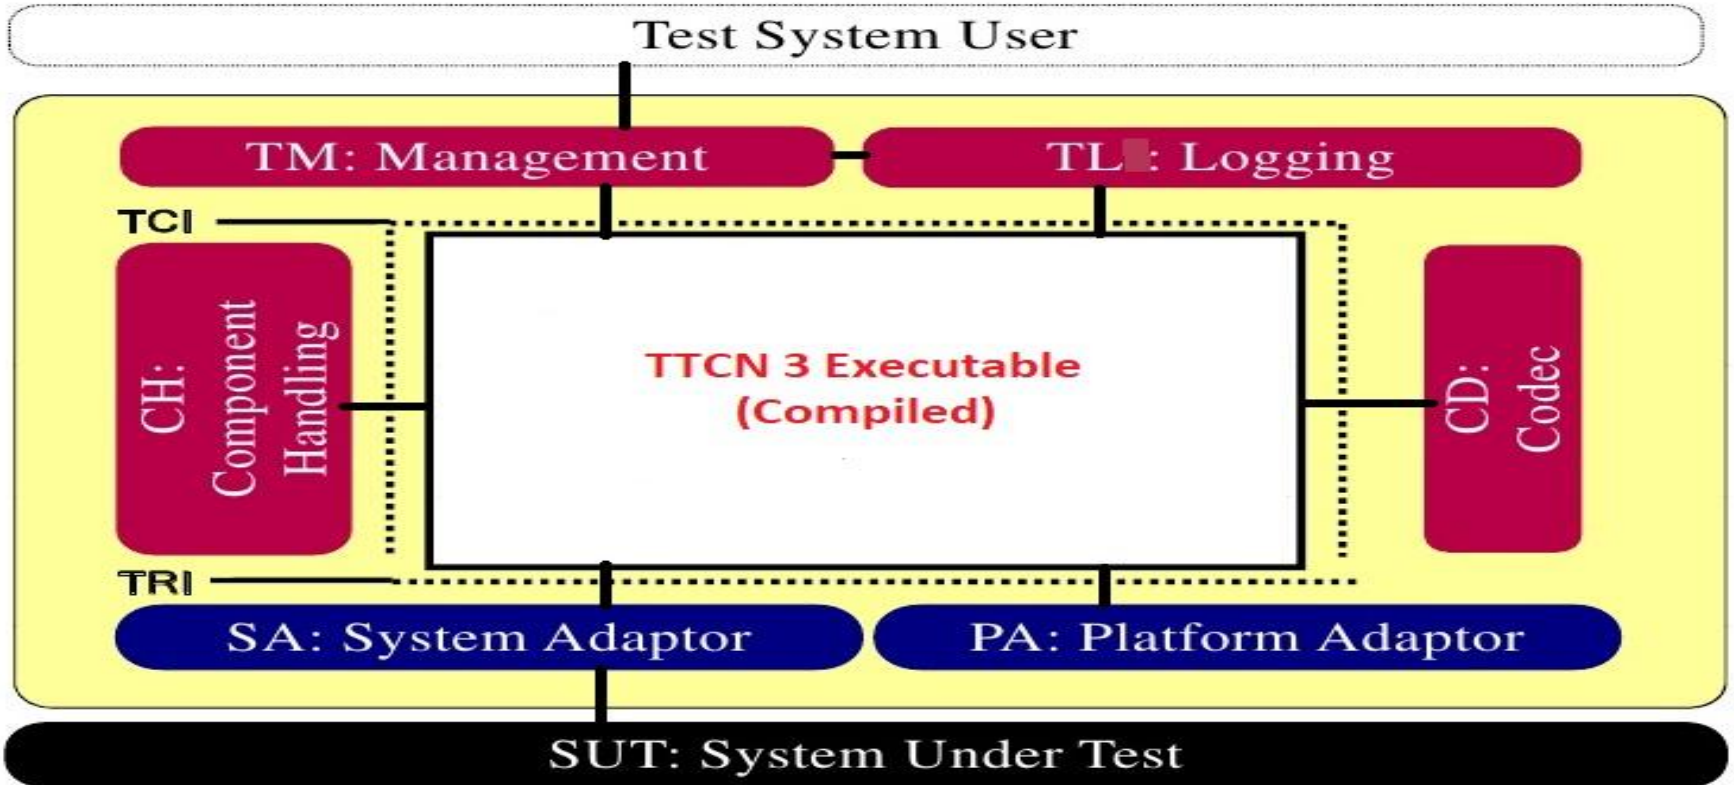 Test System User
TM: Management
TL : Logging
TCI
CH:
Component
Handling
TTCN 3 Executable
(Compiled)
CD:
Codec
TRI
SA: System Adaptor
PA: Platform Adaptor
SUT: System Under Test